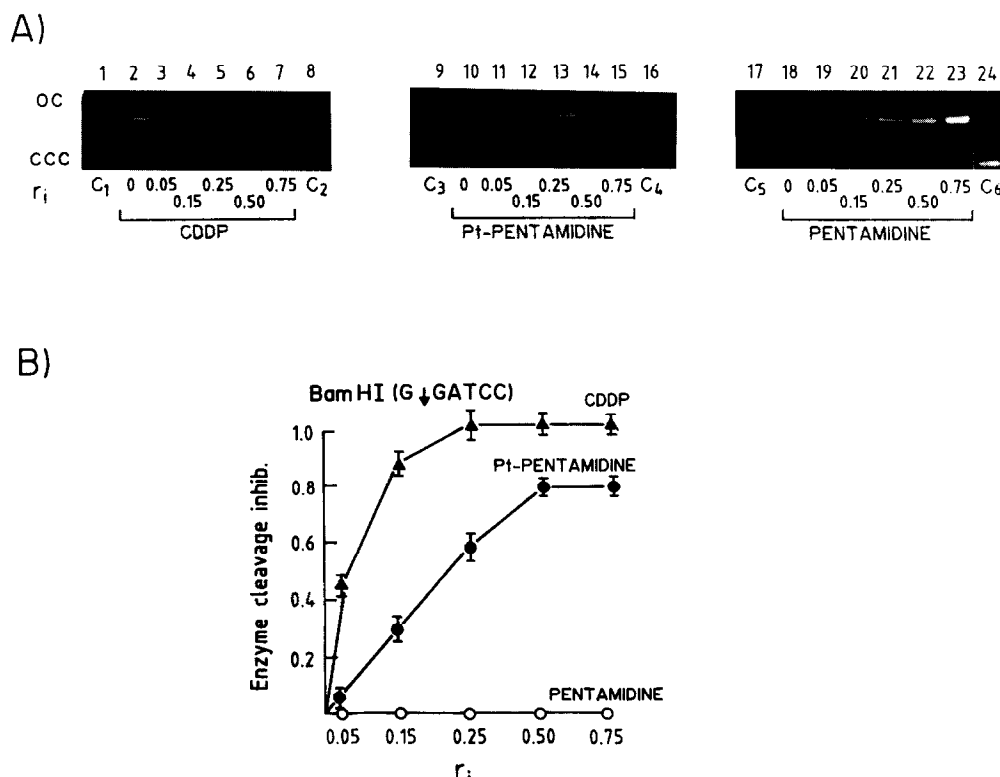 A)
1 2 3 4 5 6 7 8
OC
CCC
ri C1 0 0.05 0.15 0.25 0.50 0.75 C2
CDDP
9 10 11 12 13 14 15 16
C3 0 0.05 0.15 0.25 0.50 0.75 C4
Pt-PENTAMIDINE
17 18 19 20 21 22 23 24
C5 0 0.05 0.15 0.25 0.50 0.75 C6
PENTAMIDINE
B)
Bam HI (G↓GATCC)
CDDP
Pt-PENTAMIDINE
PENTAMIDINE
Enzyme cleavage inhib.
1.0
0.8
0.6
0.4
0.2
0.05 0.15 0.25 0.50 0.75
ri